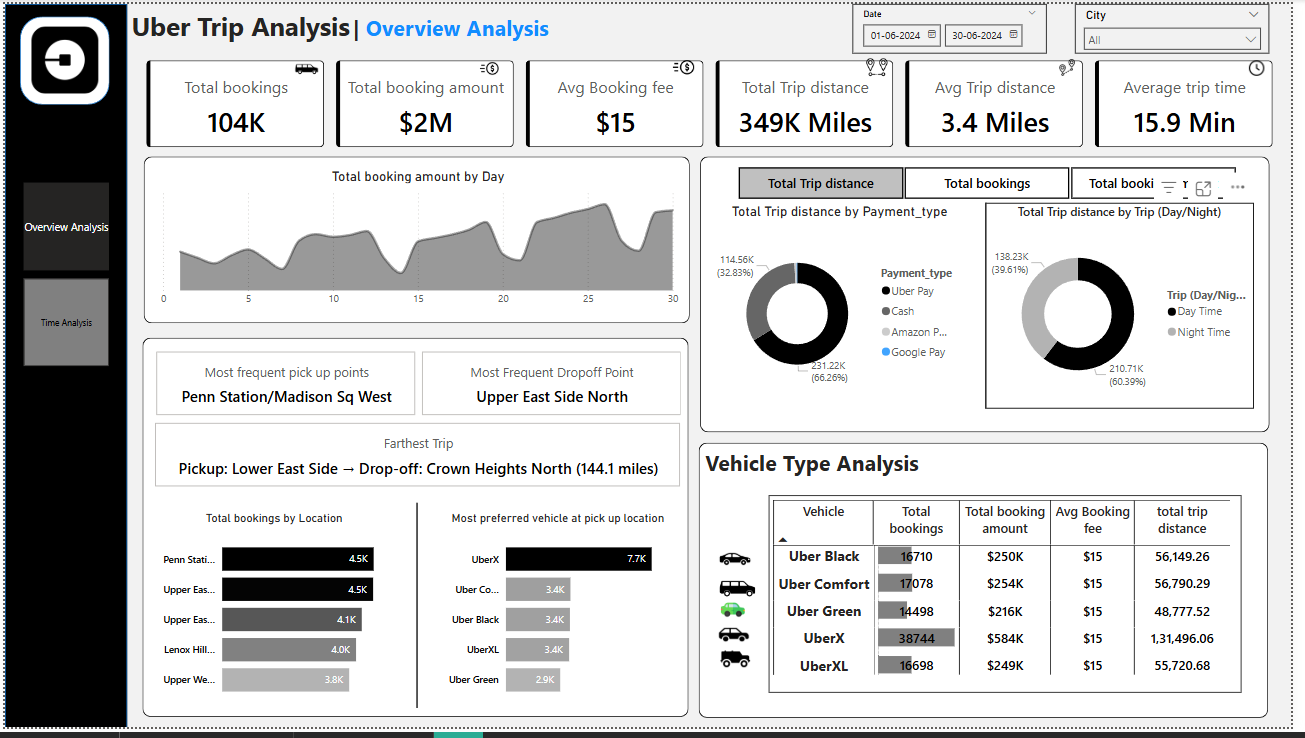 Uber Trip Analysis| Overview Analysis
Date
01-06-2024
30-06-2024
City
All
Total bookings
104K
Total booking amount
$2M
Avg Booking fee
$15
Total Trip distance
349K Miles
Avg Trip distance
3.4 Miles
Average trip time
15.9 Min
Overview Analysis
Time Analysis
Total booking amount by Day
0 5 10 15 20 25 30
Total Trip distance
Total bookings
Total booki
Total Trip distance by Payment_type
114.56K
(32.83%)
231.22K
(66.26%)
Payment_type
Uber Pay
Cash
Amazon P...
Google Pay
Total Trip distance by Trip (Day/Night)
138.23K
(39.61%)
210.71K
(60.39%)
Trip (Day/Nig...
Day Time
Night Time
Most frequent pick up points
Penn Station/Madison Sq West
Most Frequent Dropoff Point
Upper East Side North
Farthest Trip
Pickup: Lower East Side → Drop-off: Crown Heights North (144.1 miles)
Total bookings by Location
Penn Stati... 4.5K
Upper Eas... 4.5K
Upper Eas... 4.1K
Lenox Hill... 4.0K
Upper We... 3.8K
Most preferred vehicle at pick up location
UberX 7.7K
Uber Co... 3.4K
Uber Black 3.4K
UberXL 3.4K
Uber Green 2.9K
Vehicle Type Analysis
Vehicle Total bookings Total booking amount Avg Booking fee total trip distance
Uber Black 16710 $250K $15 56,149.26
Uber Comfort 17078 $254K $15 56,790.29
Uber Green 14498 $216K $15 48,777.52
UberX 38744 $584K $15 1,31,496.06
UberXL 16698 $249K $15 55,720.68